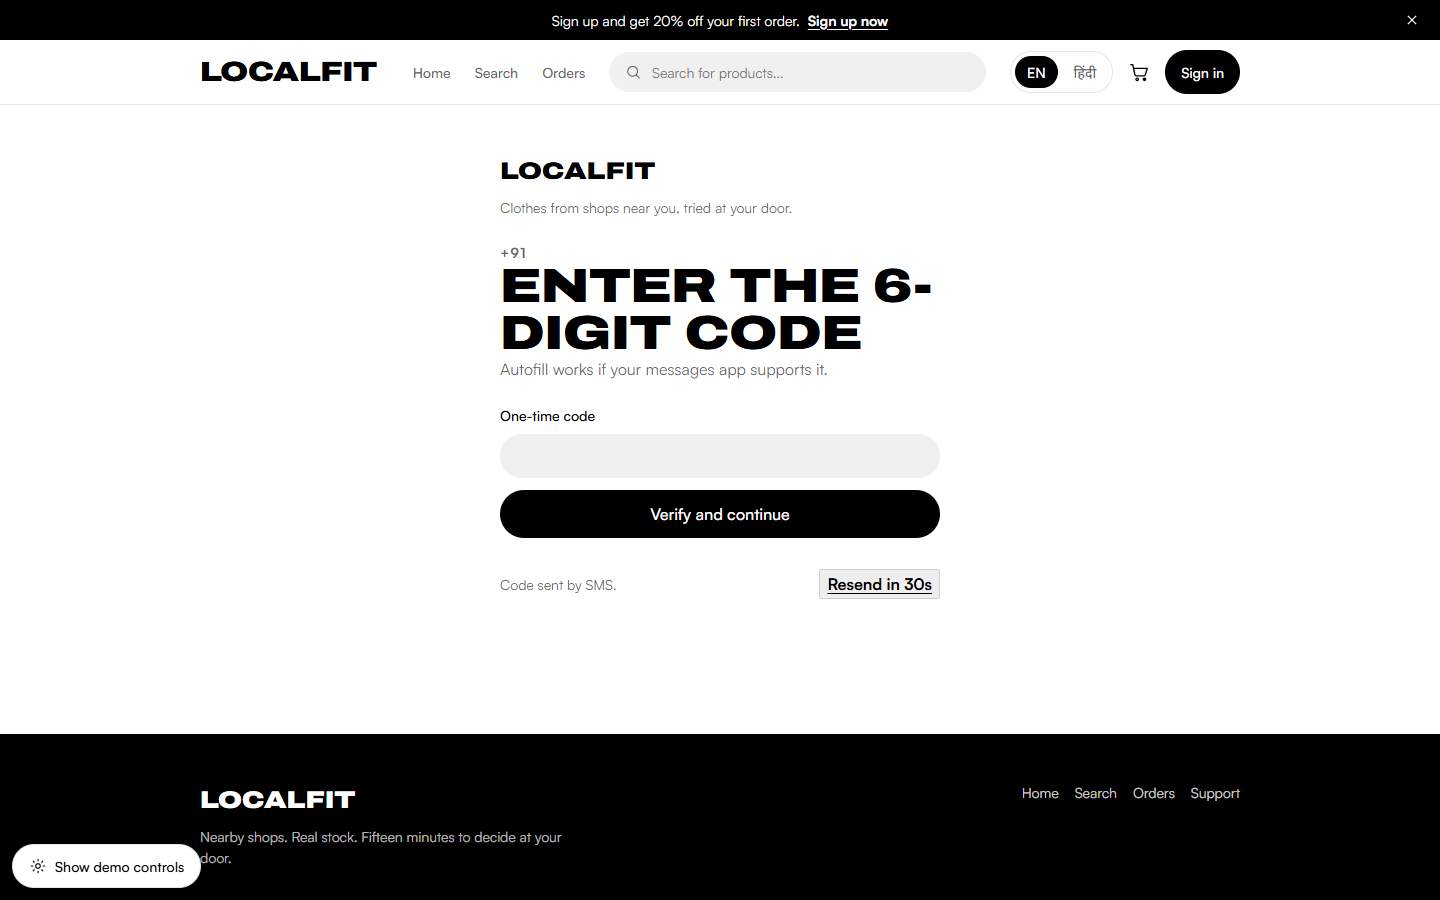 Sign up and get 20% off your first order. Sign up now
LOCALFIT
Home
Search
Orders
Search for products...
EN
हिंदी
Sign in
LOCALFIT
Clothes from shops near you, tried at your door.
+91
ENTER THE 6-
DIGIT CODE
Autofill works if your messages app supports it.
One-time code
Verify and continue
Code sent by SMS.
Resend in 30s
LOCALFIT
Home
Search
Orders
Support
Nearby shops. Real stock. Fifteen minutes to decide at your
door.
Show demo controls